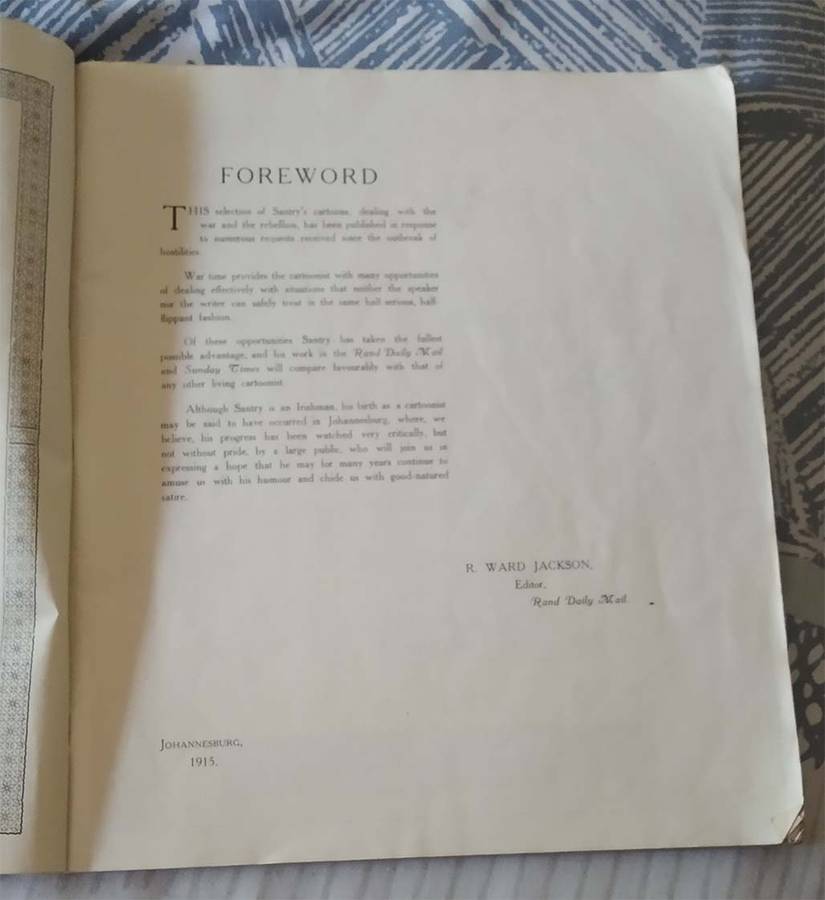 FOREWORD
THIS selection of Santry's cartoons, dealing with the
war and the rebellion, has been published in response
to numerous requests received since the outbreak of
hostilities.
War time provides the cartoonist with many opportunities
of dealing effectively with situations that neither the speaker
nor the writer can safely treat in the same half-serious, half-
flippant fashion.
Of these opportunities Santry has taken the fullest
possible advantage, and his work in the Rand Daily Mail
and Sunday Times will compare favourably with that of
any other living cartoonist.
Although Santry is an Irishman, his birth as a cartoonist
may be said to have occurred in Johannesburg, where, we
believe, his progress has been watched very critically, but
not without pride, by a large public, who will join us in
expressing a hope that he may for many years continue to
amuse us with his humour and chide us with good-natured
satire.
R. WARD JACKSON,
Editor,
Rand Daily Mail.
JOHANNESBURG,
1915.